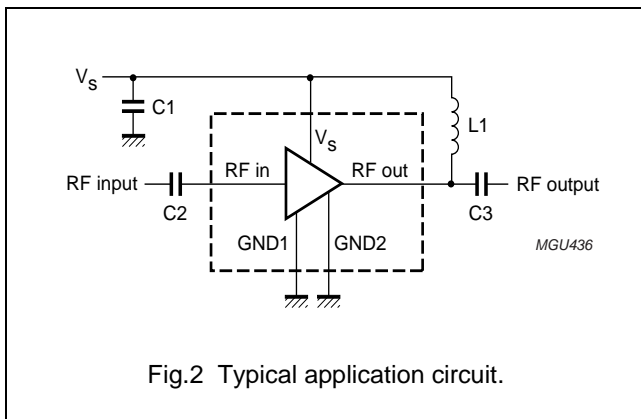 Vs
C1
L1
Vs
RF input
RF in
RF out
RF output
C2
C3
GND1
GND2
MGU436
Fig.2 Typical application circuit.